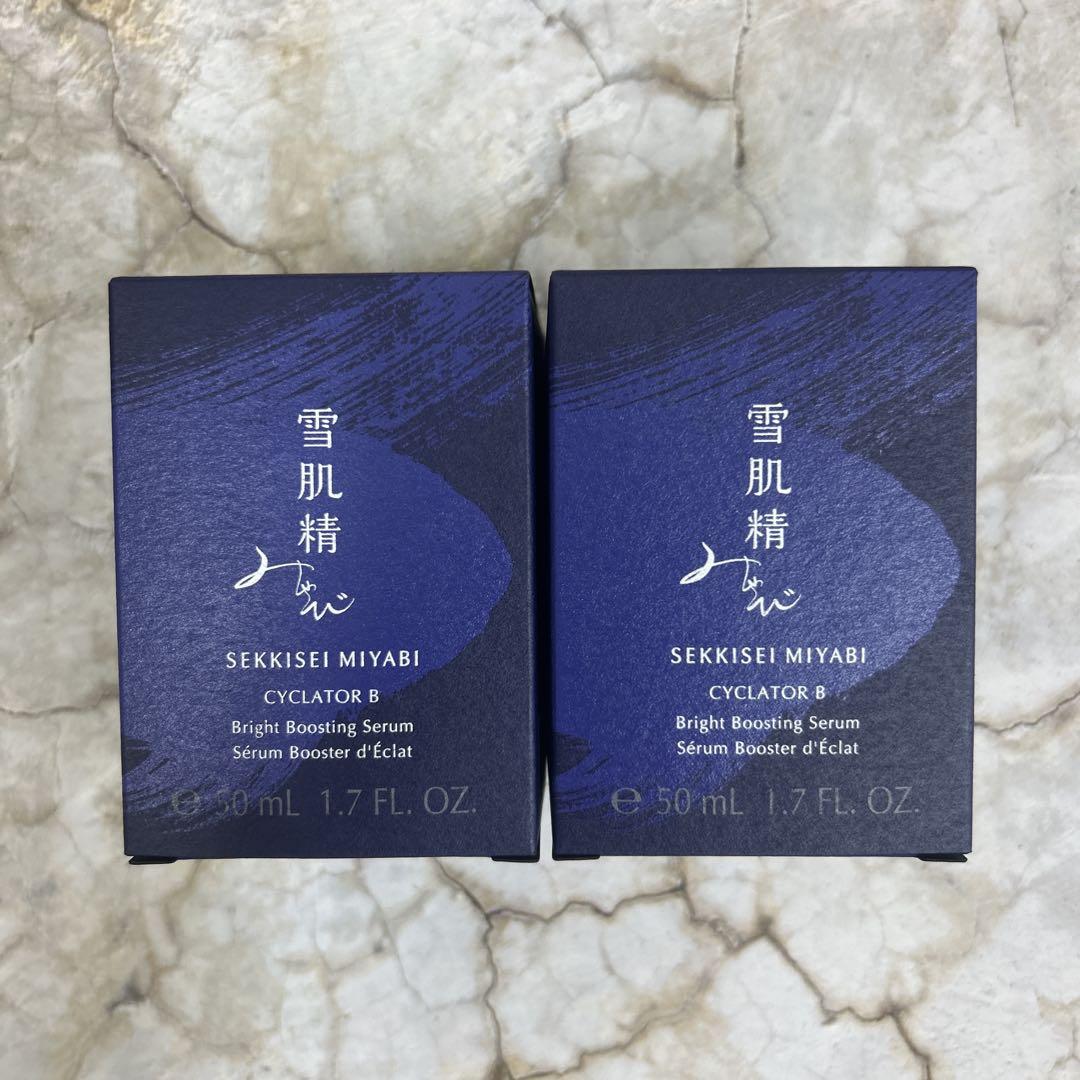 雪肌精
みやび
SEKKISEI MIYABI
CYCLATOR B
Bright Boosting Serum
Sérum Booster d'Éclat
℮ 50 mL 1.7 FL. OZ.
雪肌精
みやび
SEKKISEI MIYABI
CYCLATOR B
Bright Boosting Serum
Sérum Booster d'Éclat
℮ 50 mL 1.7 FL. OZ.